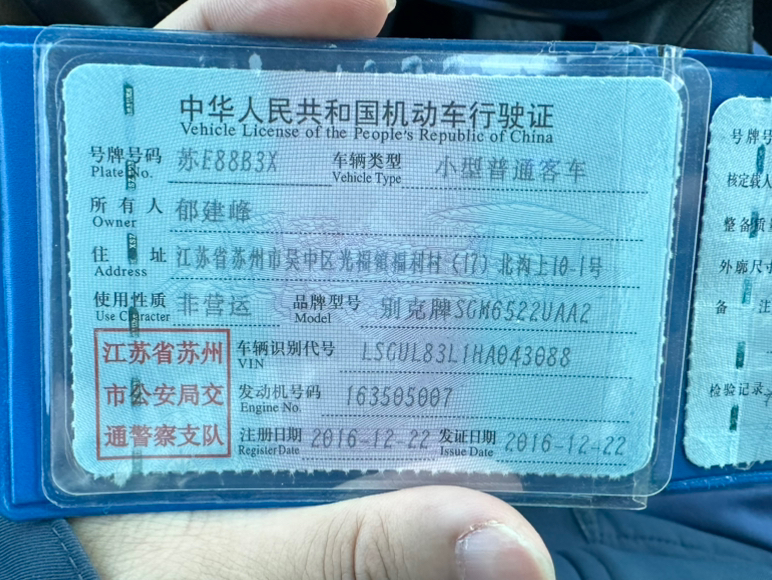 中华人民共和国机动车行驶证
Vehicle License of the People's Republic of China
号牌号码 苏E88B3X 车辆类型 小型普通客车
Plate No. Vehicle Type
所有人 郁建峰
Owner
住址 江苏省苏州市吴中区光福镇福利村(17)北沟上10-1号
Address
使用性质 非营运 品牌型号 别克牌SGM6522UAA2
Use Character Model
江苏省苏州 车辆识别代号 LSGUL83L1HA043088
VIN
市公安局交 发动机号码 163505007
Engine No.
通警察支队 注册日期 2016-12-22 发证日期 2016-12-22
Register Date Issue Date
号牌号
核定载人
整备质量
外廓尺寸
备注
检验记录